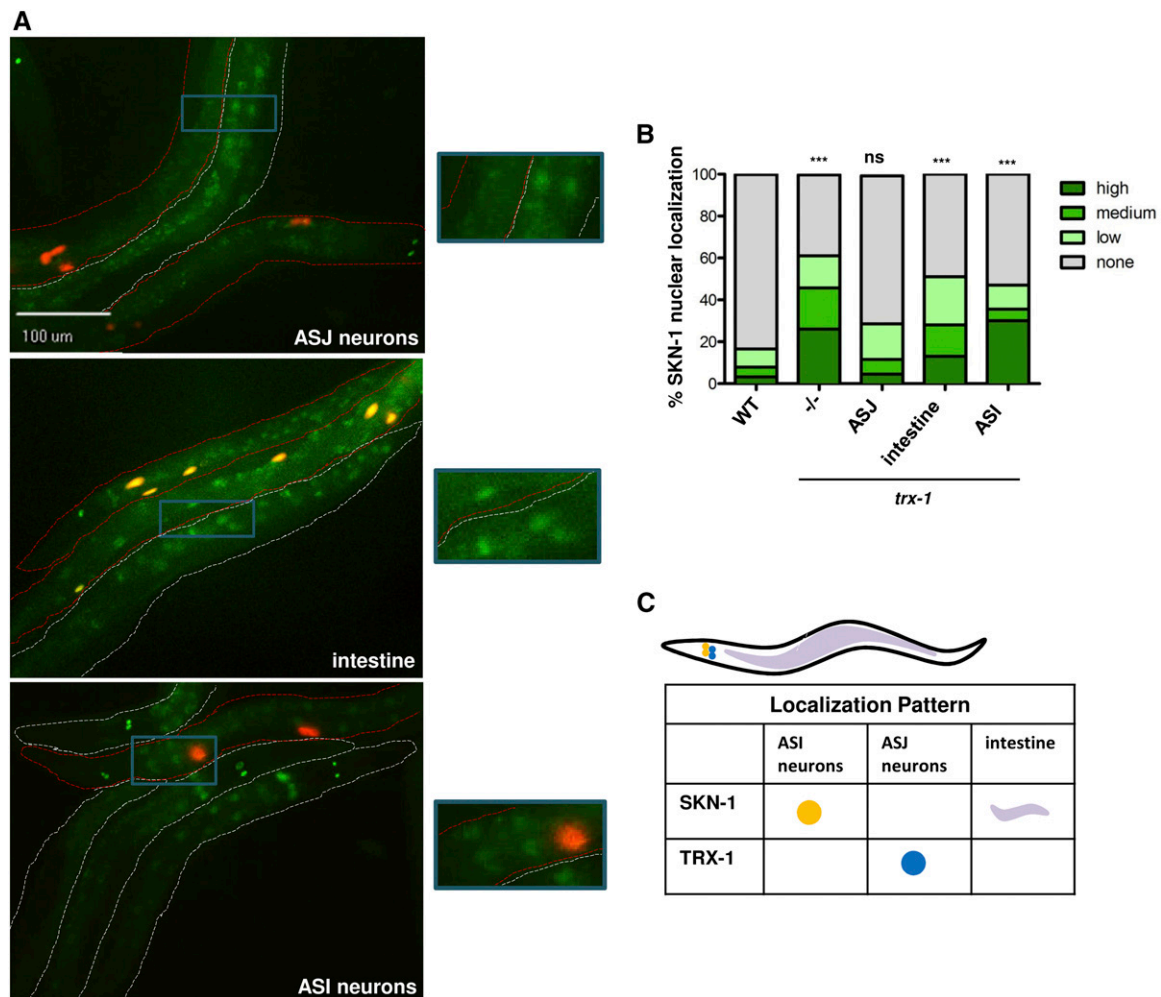 A
100 um
ASJ neurons
intestine
ASI neurons
B
% SKN-1 nuclear localization
100
80
60
40
20
0
***
ns
***
***
WT
-/-
ASJ
intestine
ASI
trx-1
high
medium
low
none
C
Localization Pattern
ASI neurons
ASJ neurons
intestine
SKN-1
TRX-1